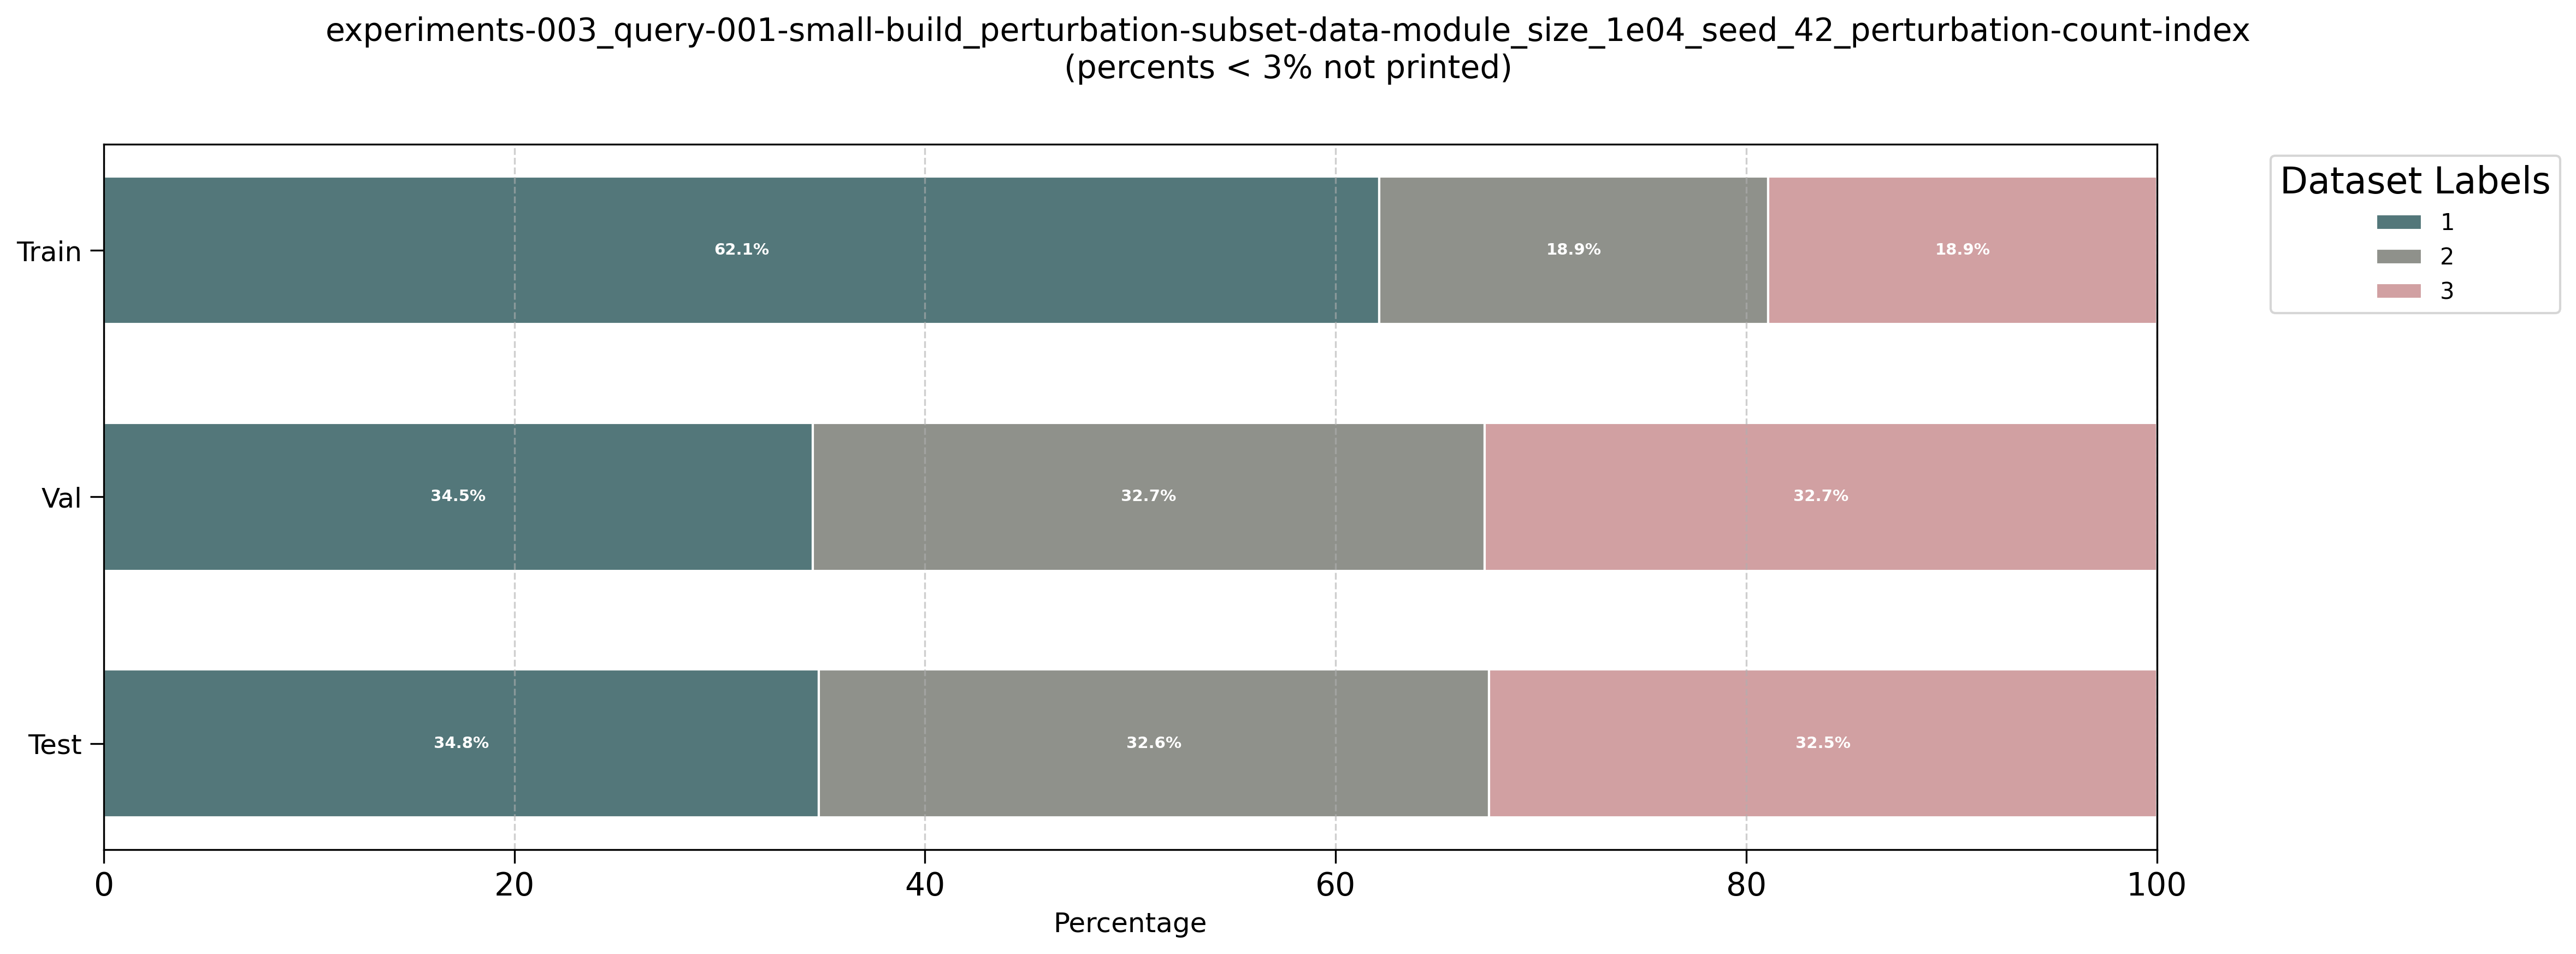 experiments-003_query-001-small-build_perturbation-subset-data-module_size_1e04_seed_42_perturbation-count-index
(percents < 3% not printed)
Dataset Labels
1
2
3
Train
62.1%
18.9%
18.9%
Val
34.5%
32.7%
32.7%
Test
34.8%
32.6%
32.5%
0
20
40
60
80
100
Percentage